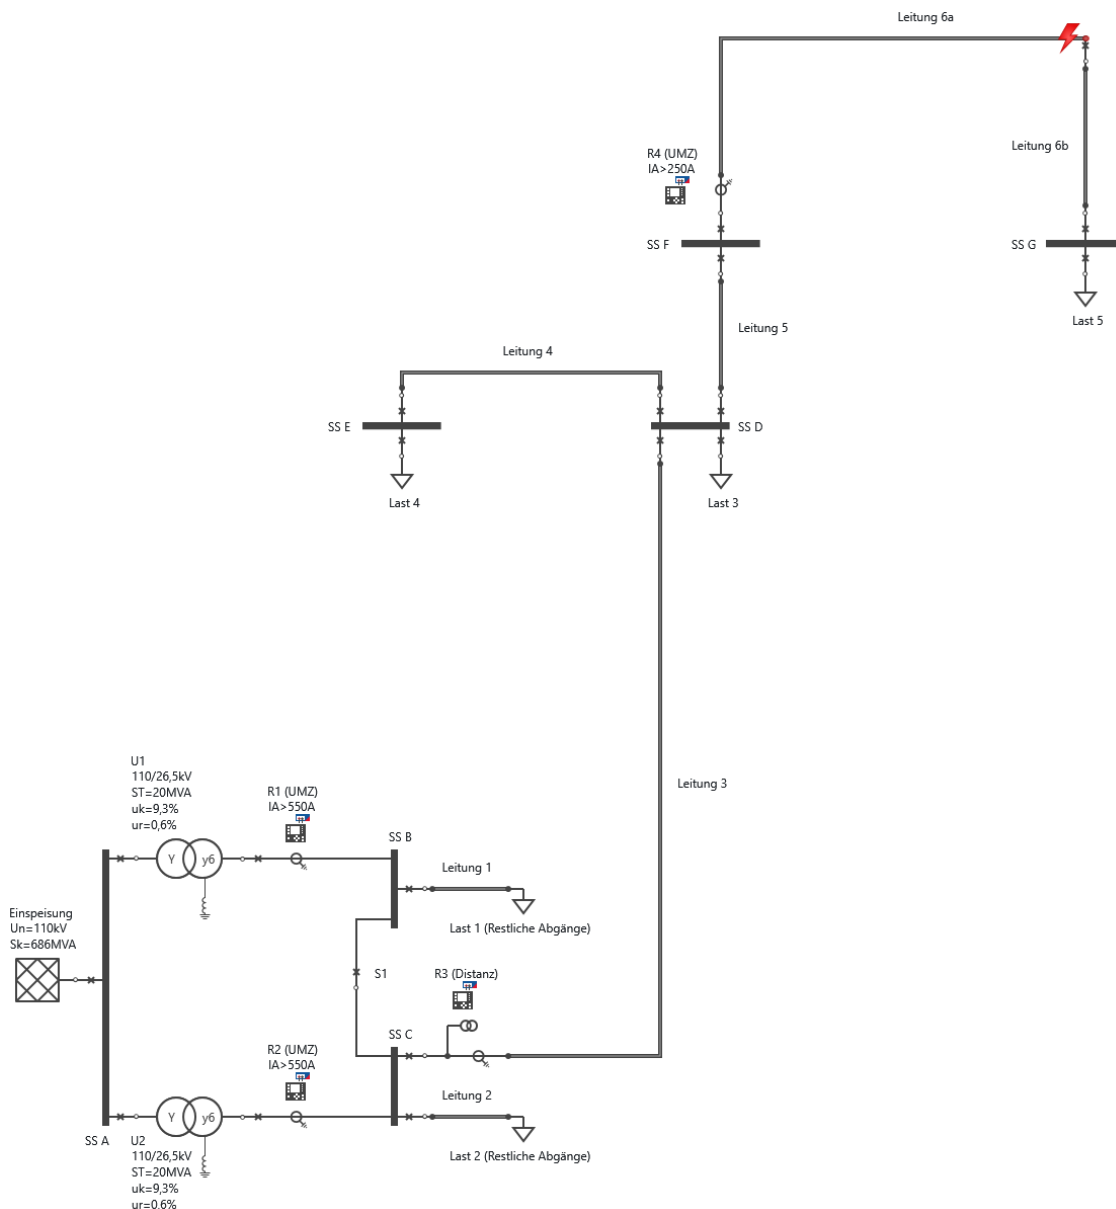 Leitung 6a
Leitung 6b
R4 (UMZ)
IA>250A
SS F
SS G
Last 5
Leitung 5
Leitung 4
SS E
SS D
Last 4
Last 3
Leitung 3
U1
110/26,5kV
ST=20MVA
uk=9,3%
ur=0,6%
R1 (UMZ)
IA>550A
SS B
Y
y6
Leitung 1
Einspeisung
Un=110kV
Sk=686MVA
Last 1 (Restliche Abgänge)
S1
R3 (Distanz)
SS C
R2 (UMZ)
IA>550A
Leitung 2
Y
y6
SS A
U2
110/26,5kV
ST=20MVA
uk=9,3%
ur=0,6%
Last 2 (Restliche Abgänge)